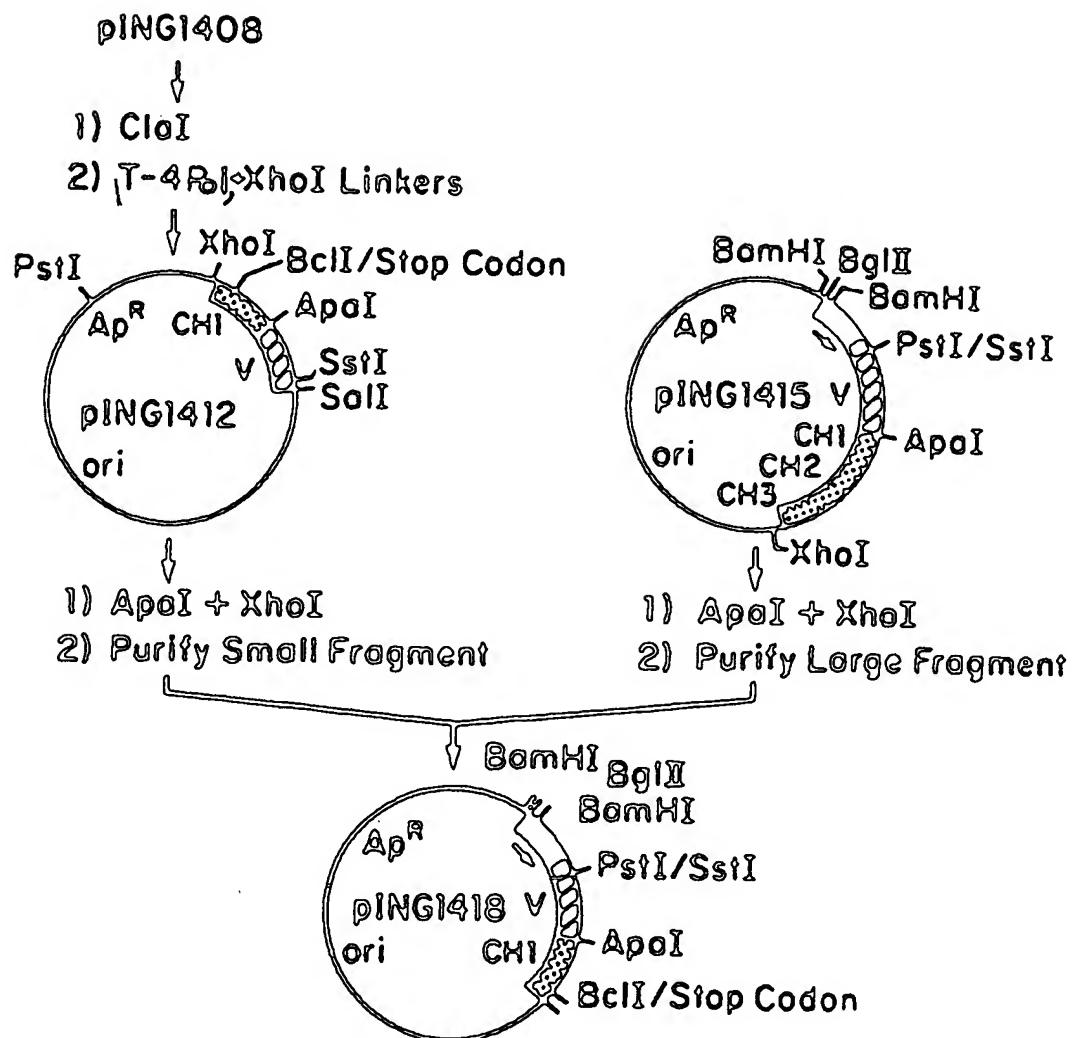 pING1408
1) ClaI
2) T-4 Pol, XhoI Linkers
PstI
XhoI
BclI/Stop Codon
ApaI
SstI
SalI
Ap^R
CH1
V
pING1412
ori
BamHI
BglII
BamHI
PstI/SstI
ApaI
XhoI
Ap^R
pING1415
V
ori
CH1
CH2
CH3
1) ApaI + XhoI
2) Purify Small Fragment
1) ApaI + XhoI
2) Purify Large Fragment
BamHI
BglII
BamHI
PstI/SstI
ApaI
BclI/Stop Codon
Ap^R
pING1418
V
ori
CH1